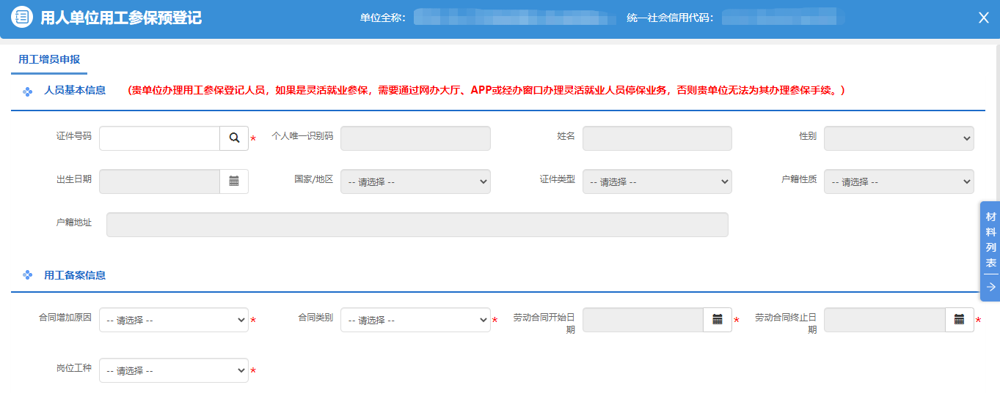 用人单位用工参保预登记 单位全称： 统一社会信用代码： X
用工增员申报
人员基本信息 （贵单位办理用工参保登记人员，如果是灵活就业参保，需要通过网办大厅、APP或经办窗口办理灵活就业人员停保业务，否则贵单位无法为其办理参保手续。）
证件号码 * 个人唯一识别码 姓名 性别
出生日期 国家/地区 -- 请选择 -- 证件类型 -- 请选择 -- 户籍性质 -- 请选择 --
户籍地址
材料列表
用工备案信息
合同增加原因 -- 请选择 -- * 合同类别 -- 请选择 -- * 劳动合同开始日期 * 劳动合同终止日期 *
岗位工种 -- 请选择 -- *